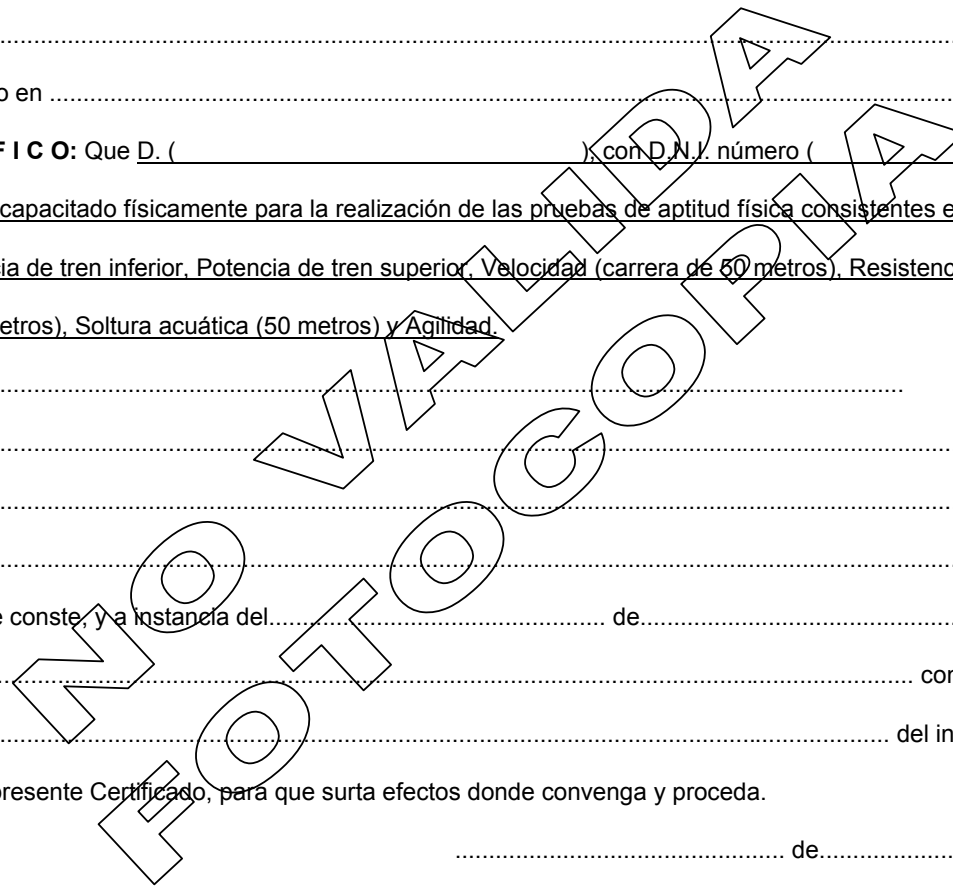 ................................................................
o en ................................................................
F I C O: Que D. ( ), con D.N.I. número (
capacitado físicamente para la realización de las pruebas de aptitud física consistentes e
cia de tren inferior, Potencia de tren superior, Velocidad (carrera de 50 metros), Resistenc
etros), Soltura acuática (50 metros) y Agilidad.
................................................................
................................................................
................................................................
................................................................
e conste, y a instancia del........................................ de........................................
................................................................ con
................................................................ del in
presente Certificado, para que surta efectos donde convenga y proceda.
........................................ de....................
NO VALIDA
FOTOCOPIA